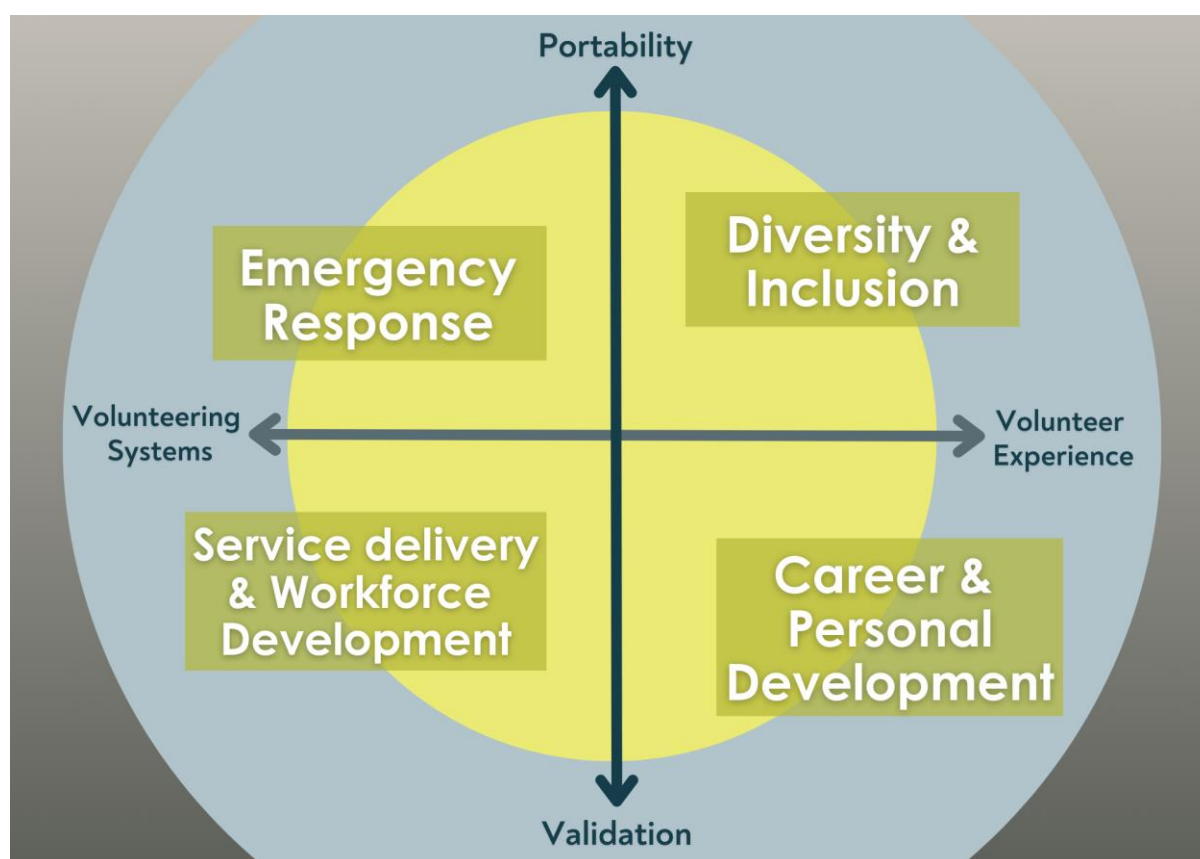 Portability
Diversity &
Inclusion
Emergency
Response
Volunteering
Systems
Volunteer
Experience
Service delivery
& Workforce
Development
Career &
Personal
Development
Validation